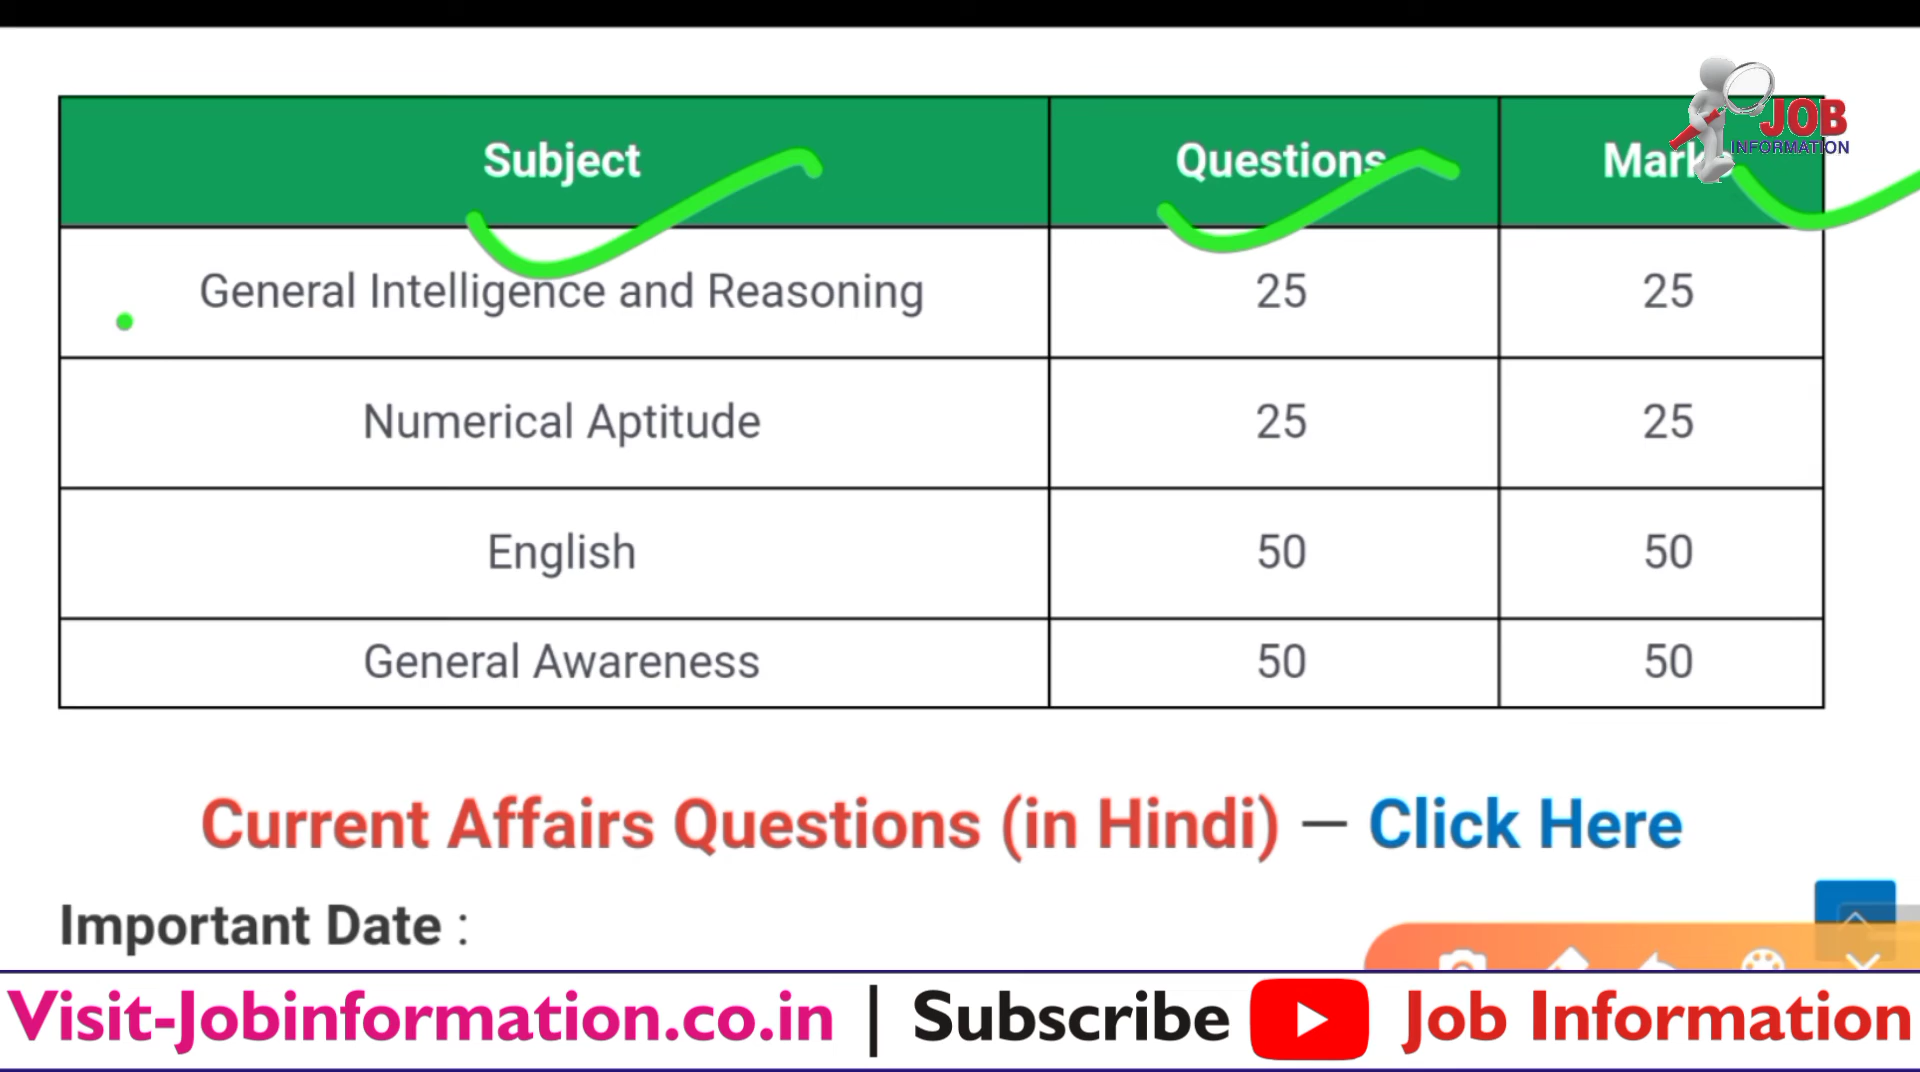 Subject Questions Mark
JOB
INFORMATION
General Intelligence and Reasoning 25 25
Numerical Aptitude 25 25
English 50 50
General Awareness 50 50
Current Affairs Questions (in Hindi) — Click Here
Important Date :
Visit-Jobinformation.co.in | Subscribe Job Information